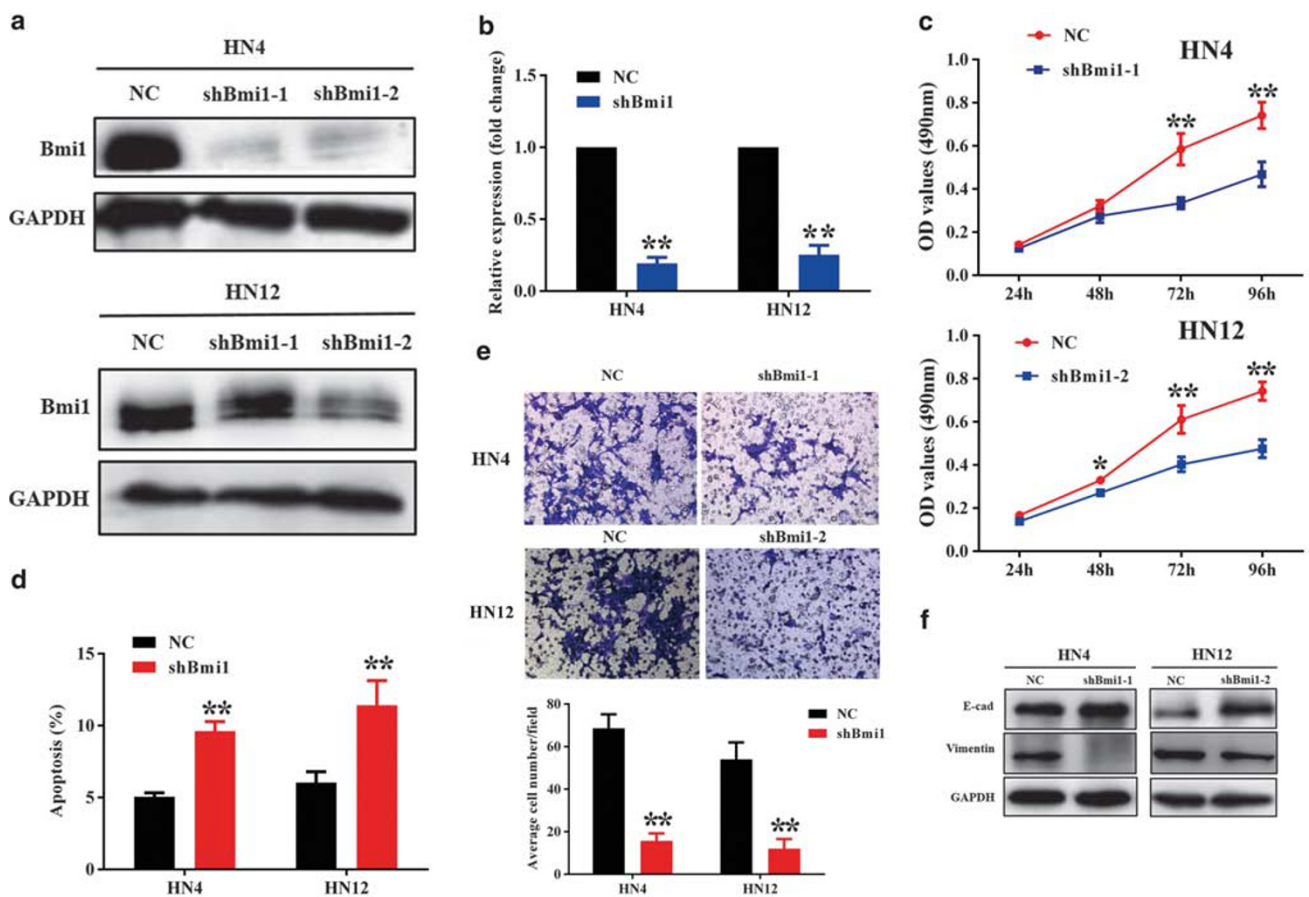 a
HN4
NC shBmi1-1 shBmi1-2
Bmi1
GAPDH
HN12
NC shBmi1-1 shBmi1-2
Bmi1
GAPDH
b
NC
shBmi1
Relative expression (fold change)
1.5
1.0
0.5
0.0
** **
HN4 HN12
c
NC
shBmi1-1
HN4
OD values (490nm)
1.0
0.8
0.6
0.4
0.2
0.0
** **
24h 48h 72h 96h
NC
shBmi1-2
HN12
OD values (490nm)
1.0
0.8
0.6
0.4
0.2
0.0
* ** **
24h 48h 72h 96h
d
NC
shBmi1
Apoptosis (%)
15
10
5
0
** **
HN4 HN12
e
NC shBmi1-1
HN4
NC shBmi1-2
HN12
NC
shBmi1
Average cell number/field
80
60
40
20
0
** **
HN4 HN12
f
HN4 HN12
NC shBmi1-1 NC shBmi1-2
E-cad
Vimentin
GAPDH